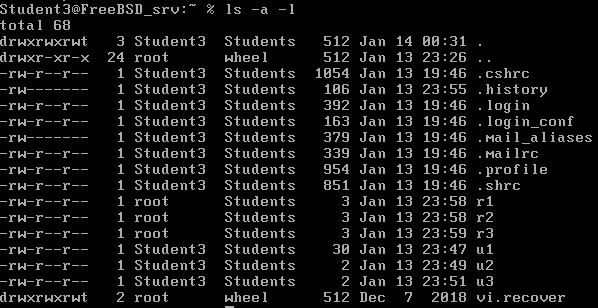 Student3@FreeBSD_srv:~ % ls -a -l
total 68
drwxrwxrwt 3 Student3 Students 512 Jan 14 00:31 .
drwxr-xr-x 24 root wheel 512 Jan 13 23:26 ..
-rw-r--r-- 1 Student3 Students 1054 Jan 13 19:46 .cshrc
-rw------- 1 Student3 Students 106 Jan 13 23:55 .history
-rw-r--r-- 1 Student3 Students 392 Jan 13 19:46 .login
-rw-r--r-- 1 Student3 Students 163 Jan 13 19:46 .login_conf
-rw------- 1 Student3 Students 379 Jan 13 19:46 .mail_aliases
-rw-r--r-- 1 Student3 Students 339 Jan 13 19:46 .mailrc
-rw-r--r-- 1 Student3 Students 954 Jan 13 19:46 .profile
-rw-r--r-- 1 Student3 Students 851 Jan 13 19:46 .shrc
-rw-r--r-- 1 root Students 3 Jan 13 23:58 r1
-rw-r--r-- 1 root Students 3 Jan 13 23:58 r2
-rw-r--r-- 1 root Students 3 Jan 13 23:59 r3
-rw-r--r-- 1 Student3 Students 30 Jan 13 23:47 u1
-rw-r--r-- 1 Student3 Students 2 Jan 13 23:49 u2
-rw-r--r-- 1 Student3 Students 2 Jan 13 23:51 u3
drwxrwxrwt 2 root wheel 512 Dec 7 2018 vi.recover